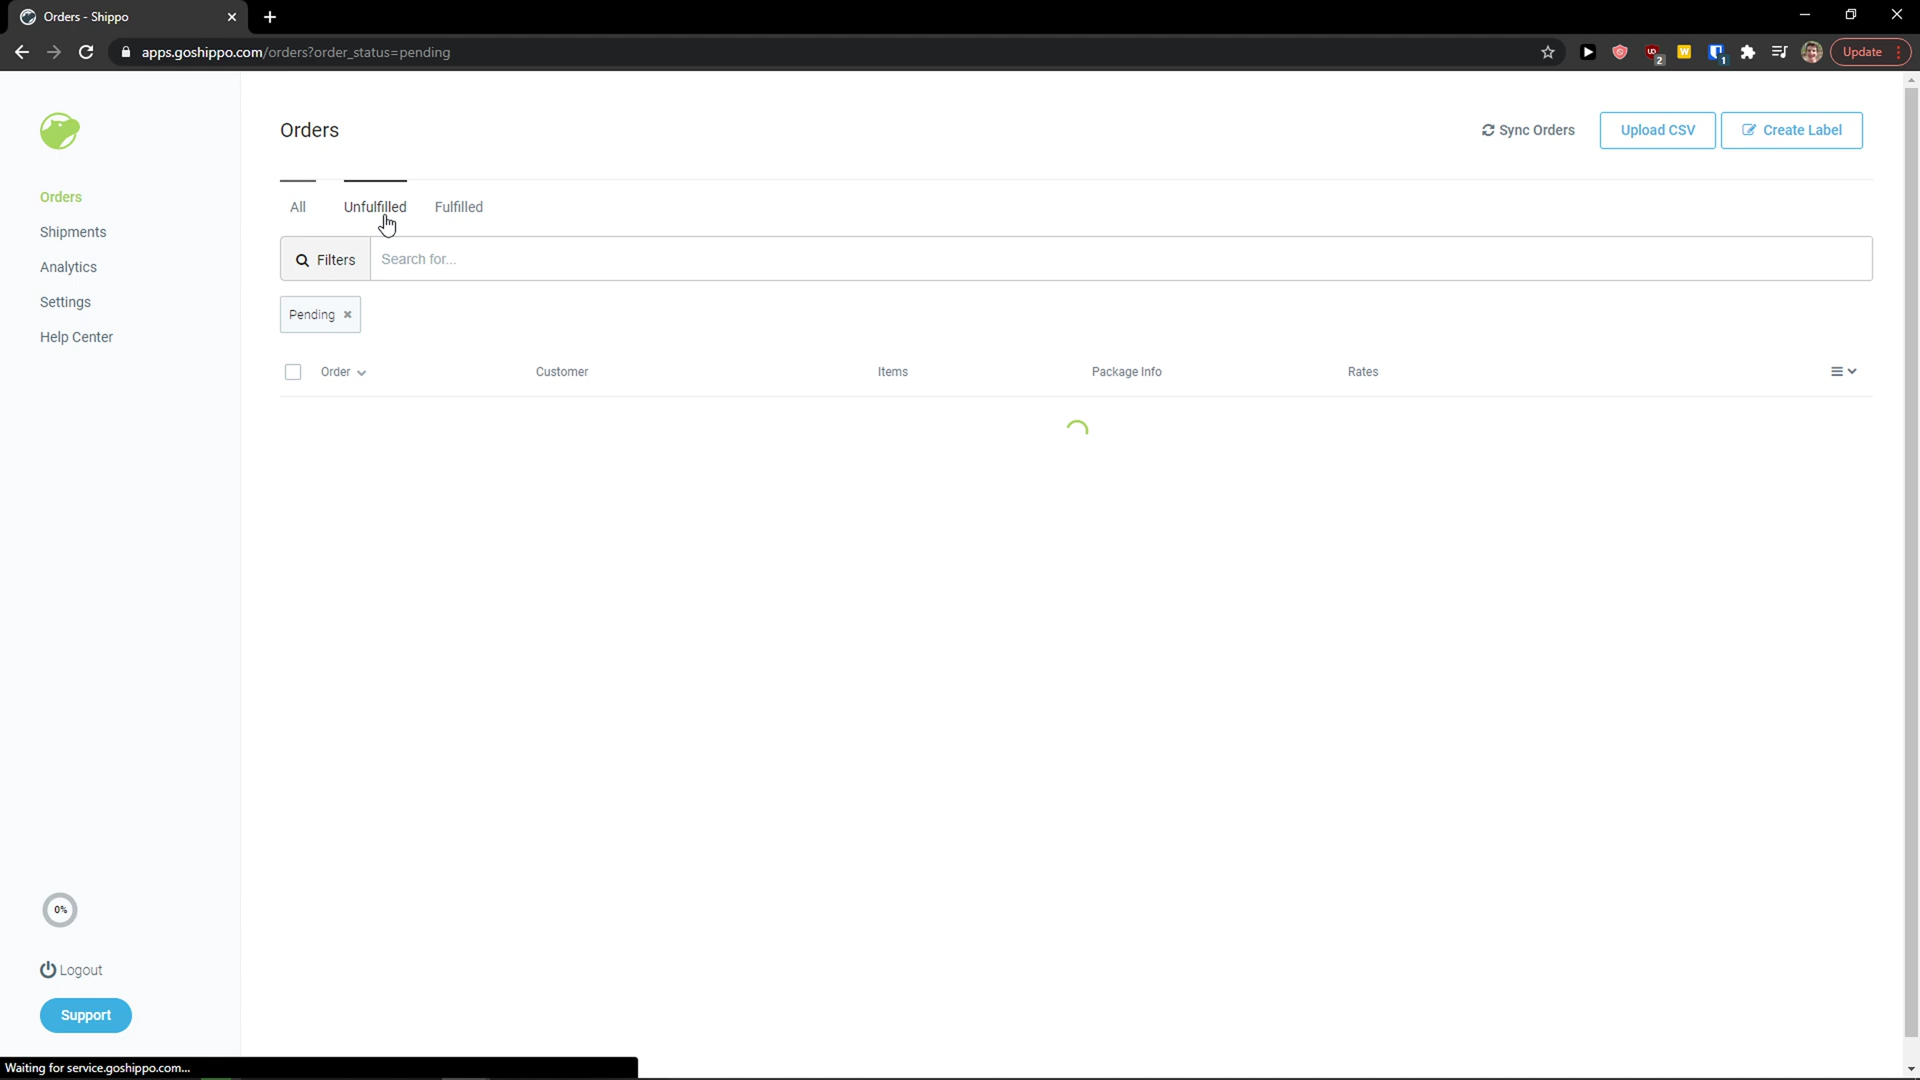 Orders - Shippo
apps.goshippo.com/orders?order_status=pending
2
1
Update
Orders
Sync Orders
Upload CSV
Create Label
Orders
Shipments
Analytics
Settings
Help Center
All
Unfulfilled
Fulfilled
Filters
Search for...
Pending
Order
Customer
Items
Package Info
Rates
0%
Logout
Support
Waiting for service.goshippo.com...